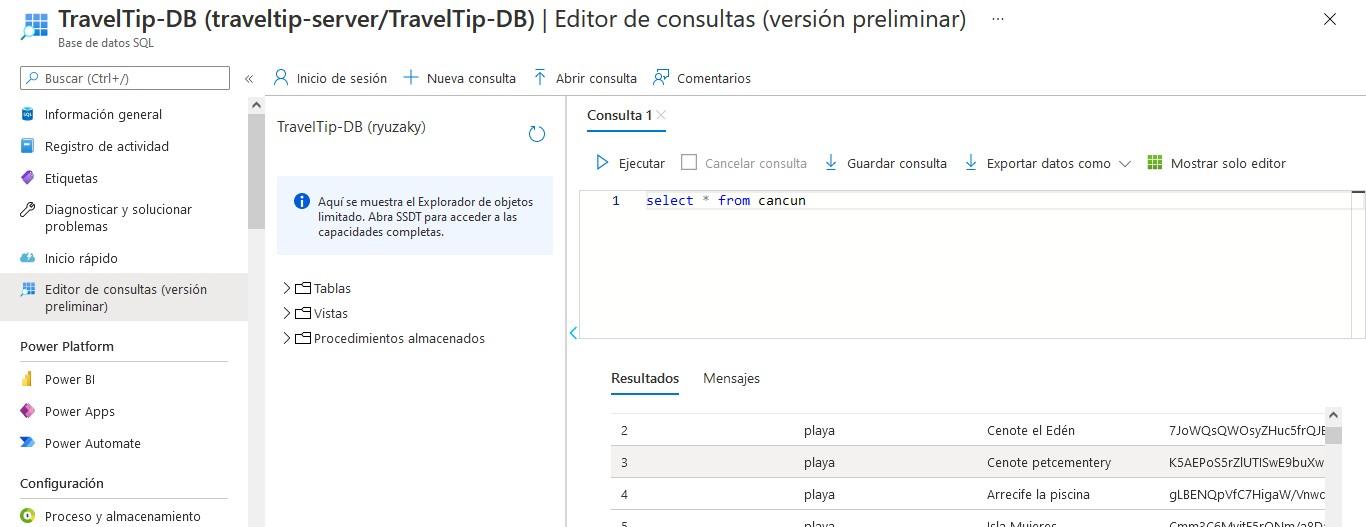 TravelTip-DB (traveltip-server/TravelTip-DB) | Editor de consultas (versión preliminar) ...
Base de datos SQL
Buscar (Ctrl+/)
«
Inicio de sesión
Nueva consulta
Abrir consulta
Comentarios
Información general
Registro de actividad
Etiquetas
Diagnosticar y solucionar
problemas
Inicio rápido
Editor de consultas (versión
preliminar)
Power Platform
Power BI
Power Apps
Power Automate
Configuración
Proceso y almacenamiento
TravelTip-DB (ryuzaky)
Aquí se muestra el Explorador de objetos
limitado. Abra SSDT para acceder a las
capacidades completas.
Tablas
Vistas
Procedimientos almacenados
Consulta 1
Ejecutar
Cancelar consulta
Guardar consulta
Exportar datos como
Mostrar solo editor
1 select * from cancun
Resultados Mensajes
2 playa Cenote el Edén 7JoWQsQWOsyZHuc5frQJE
3 playa Cenote petcementery K5AEPoS5rZlUTISwE9buXw
4 playa Arrecife la piscina gLBENQpVfC7HigaW/Vnwc
5 playa Isla Mujeres